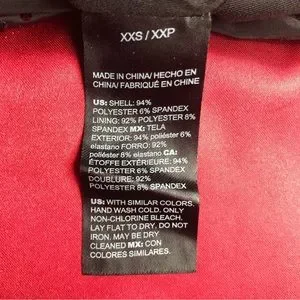 XXS / XXP
MADE IN CHINA/ HECHO EN
CHINA/ FABRIQUÉ EN CHINE
US: SHELL: 94%
POLYESTER 6% SPANDEX
LINING: 92% POLYESTER 8%
SPANDEX MX: TELA
EXTERIOR: 94% poliéster 6%
elastano FORRO: 92%
poliéster 8% elastano CA:
ÉTOFFE EXTÉRIEURE: 94%
POLYESTER 6% SPANDEX
DOUBLURE: 92%
POLYESTER 8% SPANDEX
US: WITH SIMILAR COLORS.
HAND WASH COLD. ONLY
NON-CHLORINE BLEACH.
LAY FLAT TO DRY. DO NOT
IRON. MAY BE DRY
CLEANED MX: CON
COLORES SIMILARES.